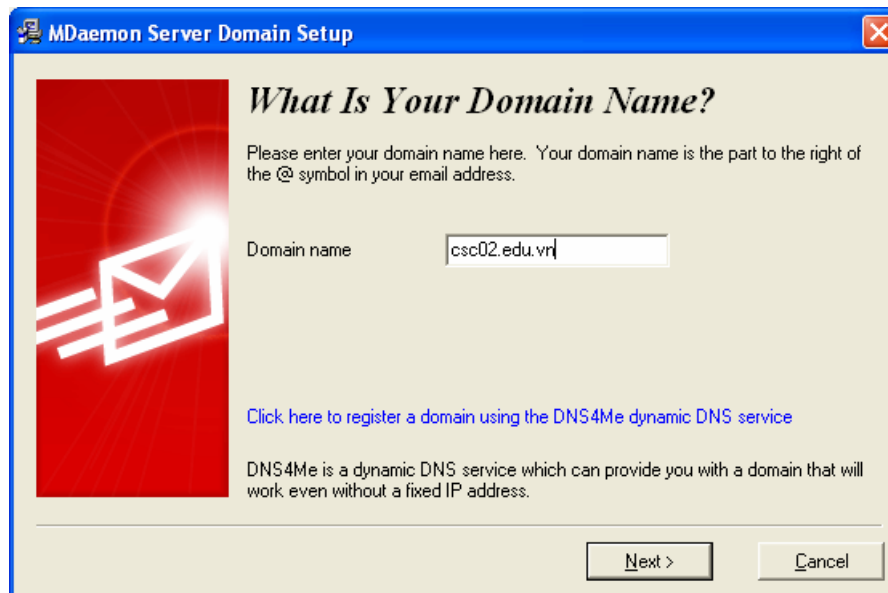 MDaemon Server Domain Setup
What Is Your Domain Name?
Please enter your domain name here. Your domain name is the part to the right of
the @ symbol in your email address.
Domain name csc02.edu.vn
Click here to register a domain using the DNS4Me dynamic DNS service
DNS4Me is a dynamic DNS service which can provide you with a domain that will
work even without a fixed IP address.
Next > Cancel